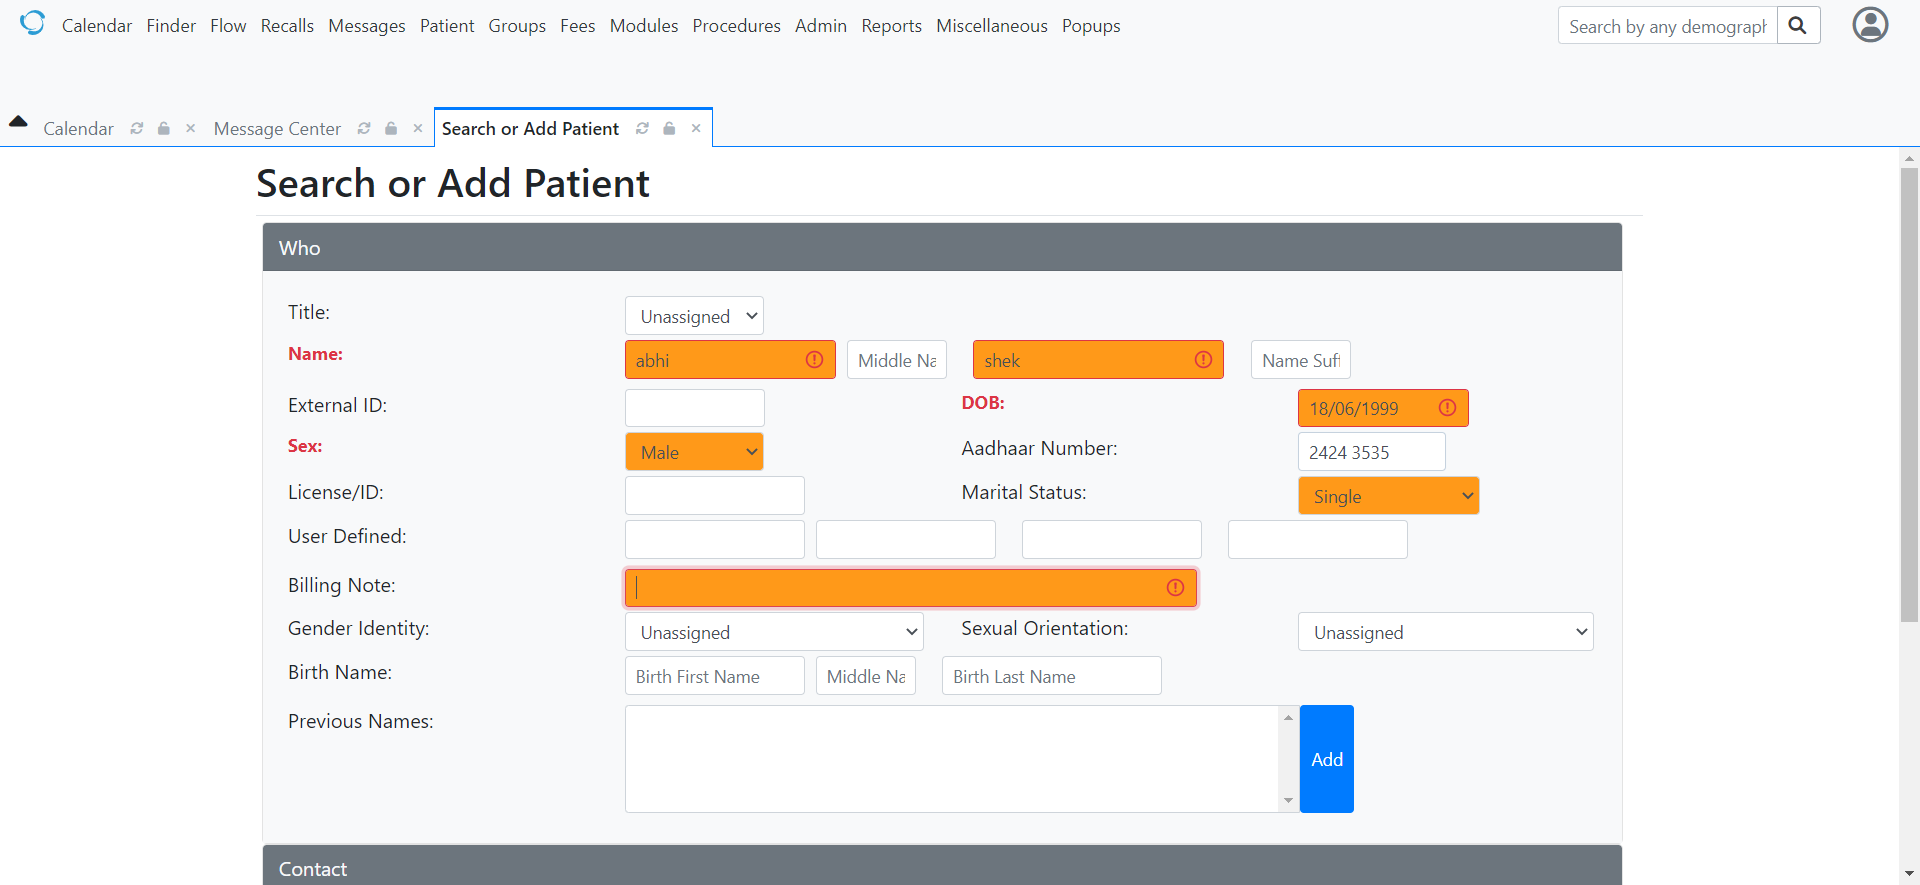 Calendar Finder Flow Recalls Messages Patient Groups Fees Modules Procedures Admin Reports Miscellaneous Popups Search by any demograph
Calendar Message Center Search or Add Patient
Search or Add Patient
Who
Title: Unassigned
Name: abhi Middle Na shek Name Suf
External ID: DOB: 18/06/1999
Sex: Male Aadhaar Number: 2424 3535
License/ID: Marital Status: Single
User Defined:
Billing Note:
Gender Identity: Unassigned Sexual Orientation: Unassigned
Birth Name: Birth First Name Middle Na Birth Last Name
Previous Names: Add
Contact